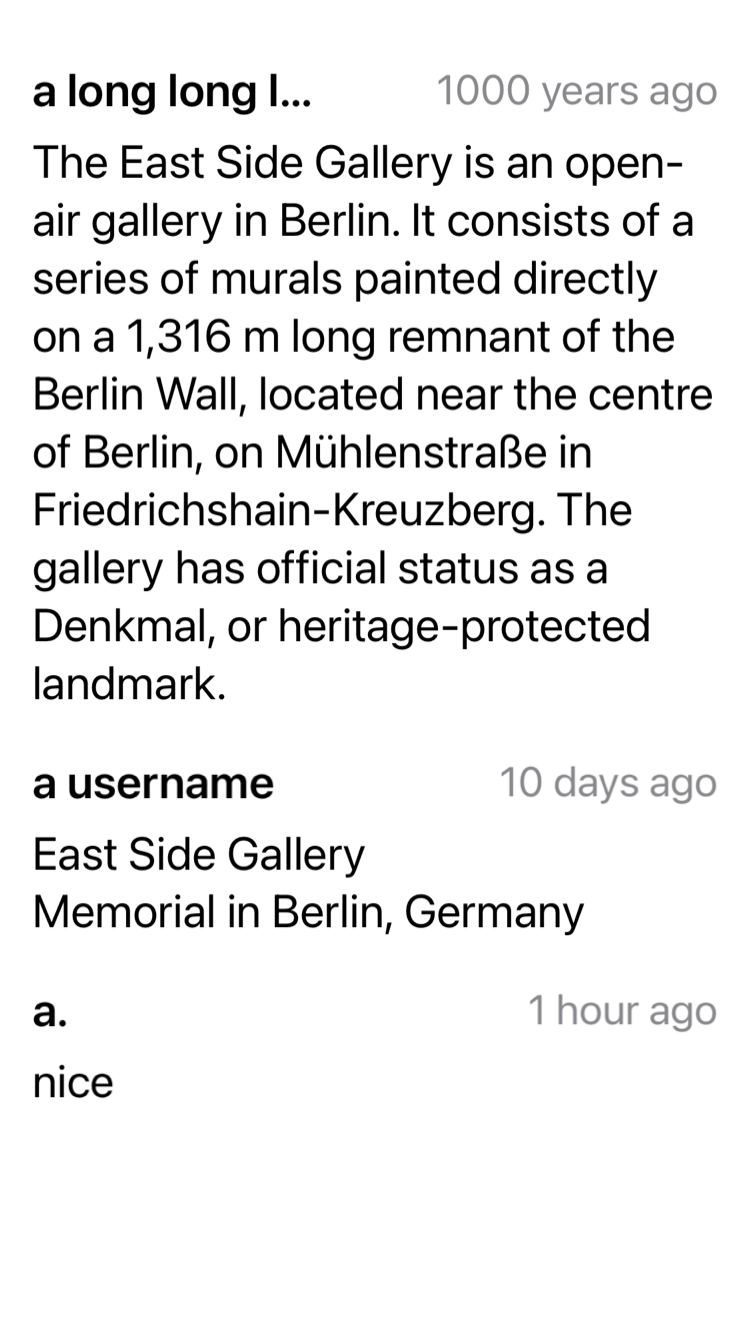 a long long l...
1000 years ago
The East Side Gallery is an open-
air gallery in Berlin. It consists of a
series of murals painted directly
on a 1,316 m long remnant of the
Berlin Wall, located near the centre
of Berlin, on Mühlenstraße in
Friedrichshain-Kreuzberg. The
gallery has official status as a
Denkmal, or heritage-protected
landmark.
a username
10 days ago
East Side Gallery
Memorial in Berlin, Germany
a.
1 hour ago
nice